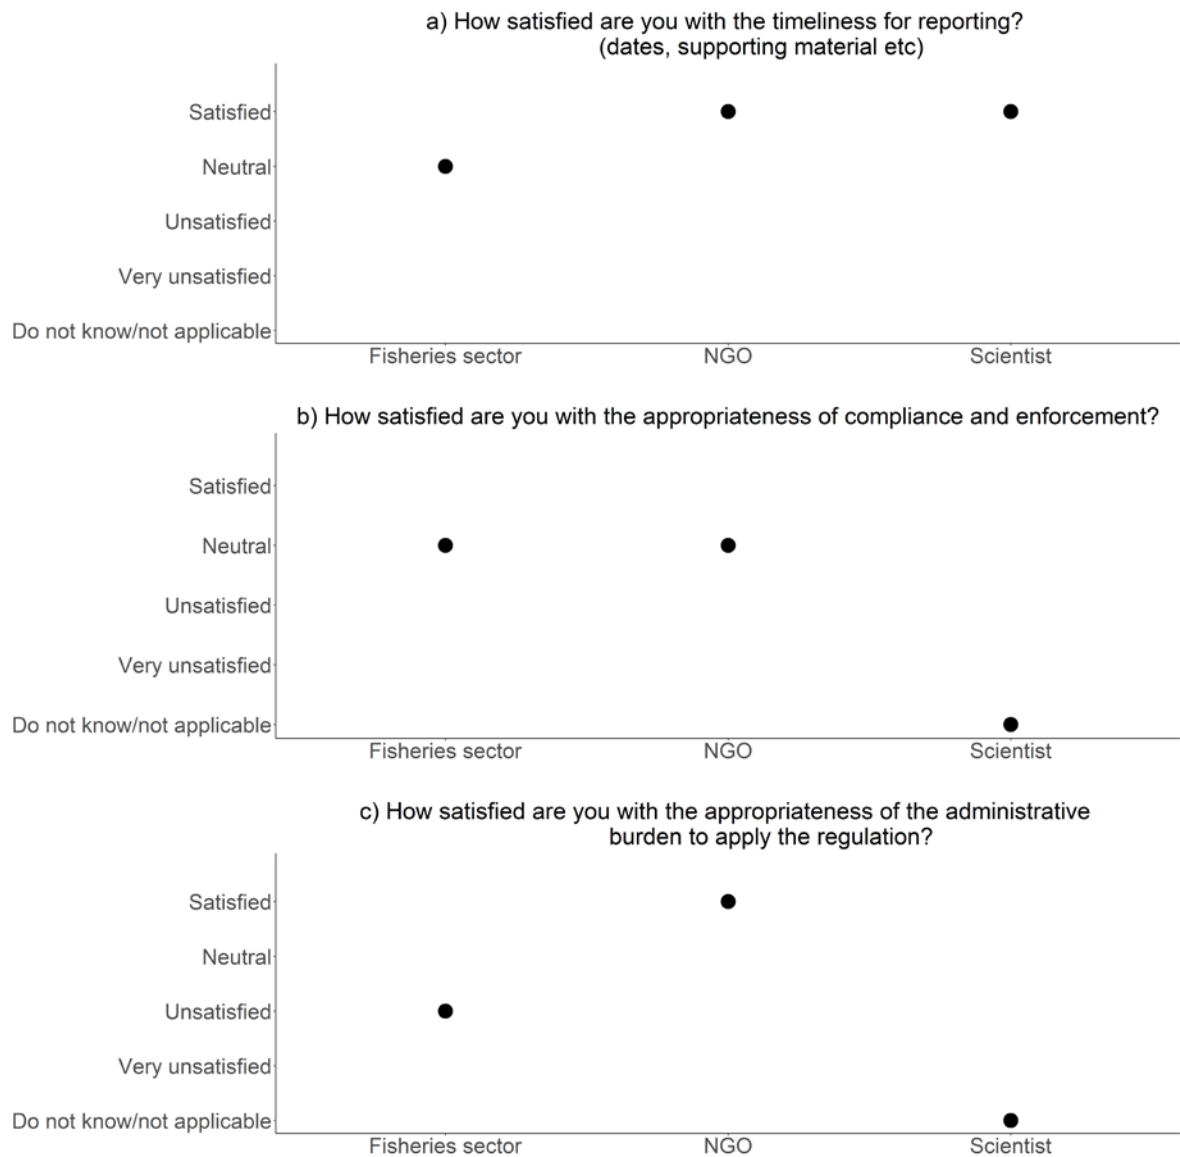 a) How satisfied are you with the timeliness for reporting?
(dates, supporting material etc)
Satisfied
Neutral
Unsatisfied
Very unsatisfied
Do not know/not applicable
Fisheries sector NGO Scientist
b) How satisfied are you with the appropriateness of compliance and enforcement?
Satisfied
Neutral
Unsatisfied
Very unsatisfied
Do not know/not applicable
Fisheries sector NGO Scientist
c) How satisfied are you with the appropriateness of the administrative
burden to apply the regulation?
Satisfied
Neutral
Unsatisfied
Very unsatisfied
Do not know/not applicable
Fisheries sector NGO Scientist